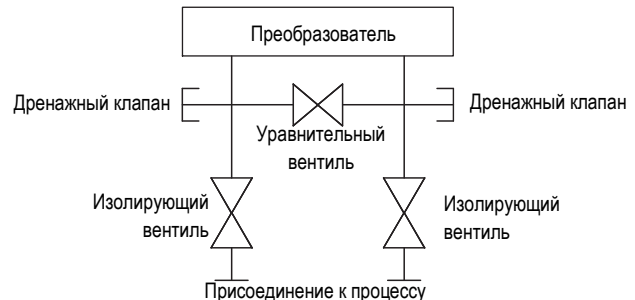 Преобразователь
Дренажный клапан
Дренажный клапан
Уравнительный
вентиль
Изолирующий
вентиль
Изолирующий
вентиль
Присоединение к процессу